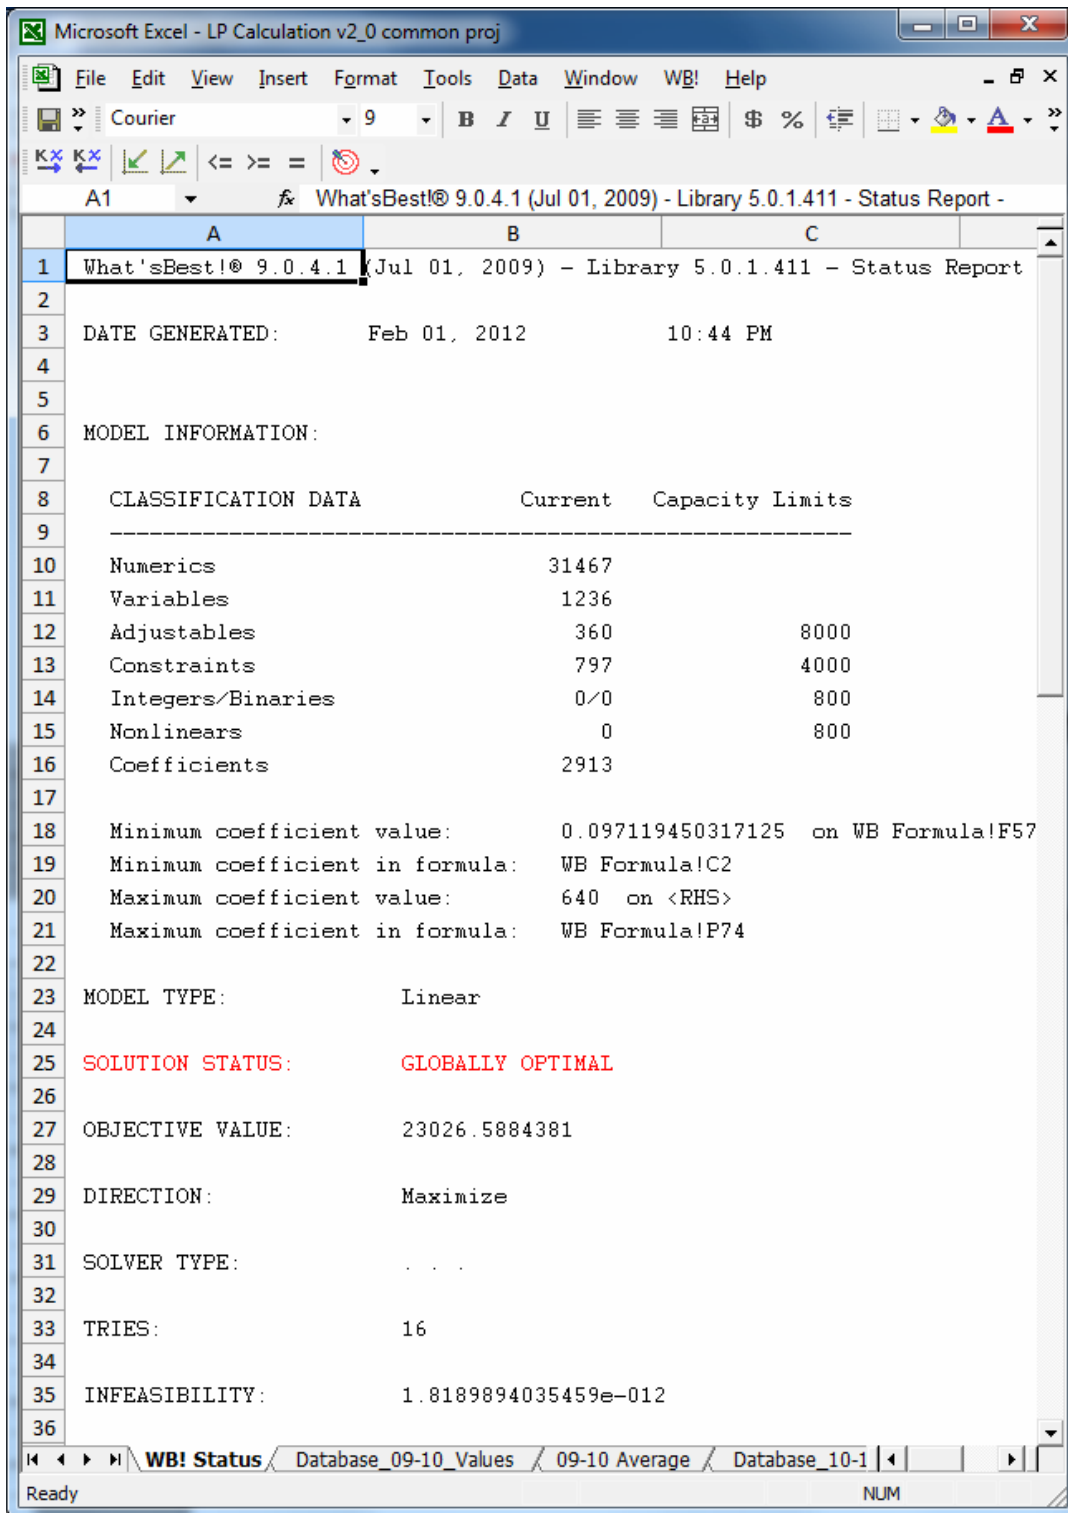 Microsoft Excel - LP Calculation v2_0 common proj
File Edit View Insert Format Tools Data Window WB! Help
Courier 9 B I U $ %
<= >= =
A1 fx What'sBest!® 9.0.4.1 (Jul 01, 2009) - Library 5.0.1.411 - Status Report -
A B C
1 What'sBest!® 9.0.4.1 (Jul 01, 2009) - Library 5.0.1.411 - Status Report
2
3 DATE GENERATED: Feb 01, 2012 10:44 PM
4
5
6 MODEL INFORMATION:
7
8 CLASSIFICATION DATA Current Capacity Limits
9 --------------------------------------------------------
10 Numerics 31467
11 Variables 1236
12 Adjustables 360 8000
13 Constraints 797 4000
14 Integers/Binaries 0/0 800
15 Nonlinears 0 800
16 Coefficients 2913
17
18 Minimum coefficient value: 0.097119450317125 on WB Formula!F57
19 Minimum coefficient in formula: WB Formula!C2
20 Maximum coefficient value: 640 on <RHS>
21 Maximum coefficient in formula: WB Formula!P74
22
23 MODEL TYPE: Linear
24
25 SOLUTION STATUS: GLOBALLY OPTIMAL
26
27 OBJECTIVE VALUE: 23026.5884381
28
29 DIRECTION: Maximize
30
31 SOLVER TYPE: . . .
32
33 TRIES: 16
34
35 INFEASIBILITY: 1.8189894035459e-012
36
WB! Status Database_09-10_Values 09-10 Average Database_10-1
Ready NUM